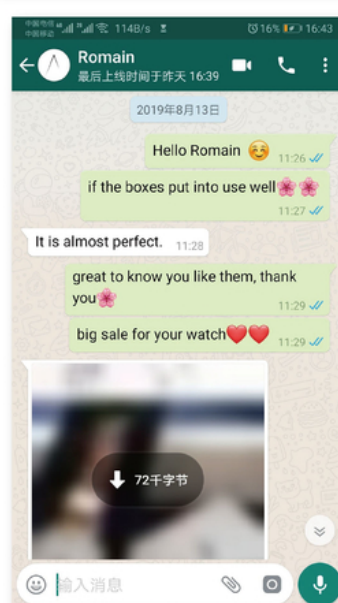 中国电信 114B/s 16% 16:43
中国移动
Romain
最后上线时间于昨天 16:39
2019年8月13日
Hello Romain
11:26
if the boxes put into use well
11:27
It is almost perfect. 11:28
great to know you like them, thank
you
11:29
big sale for your watch
11:29
72千字节
输入消息